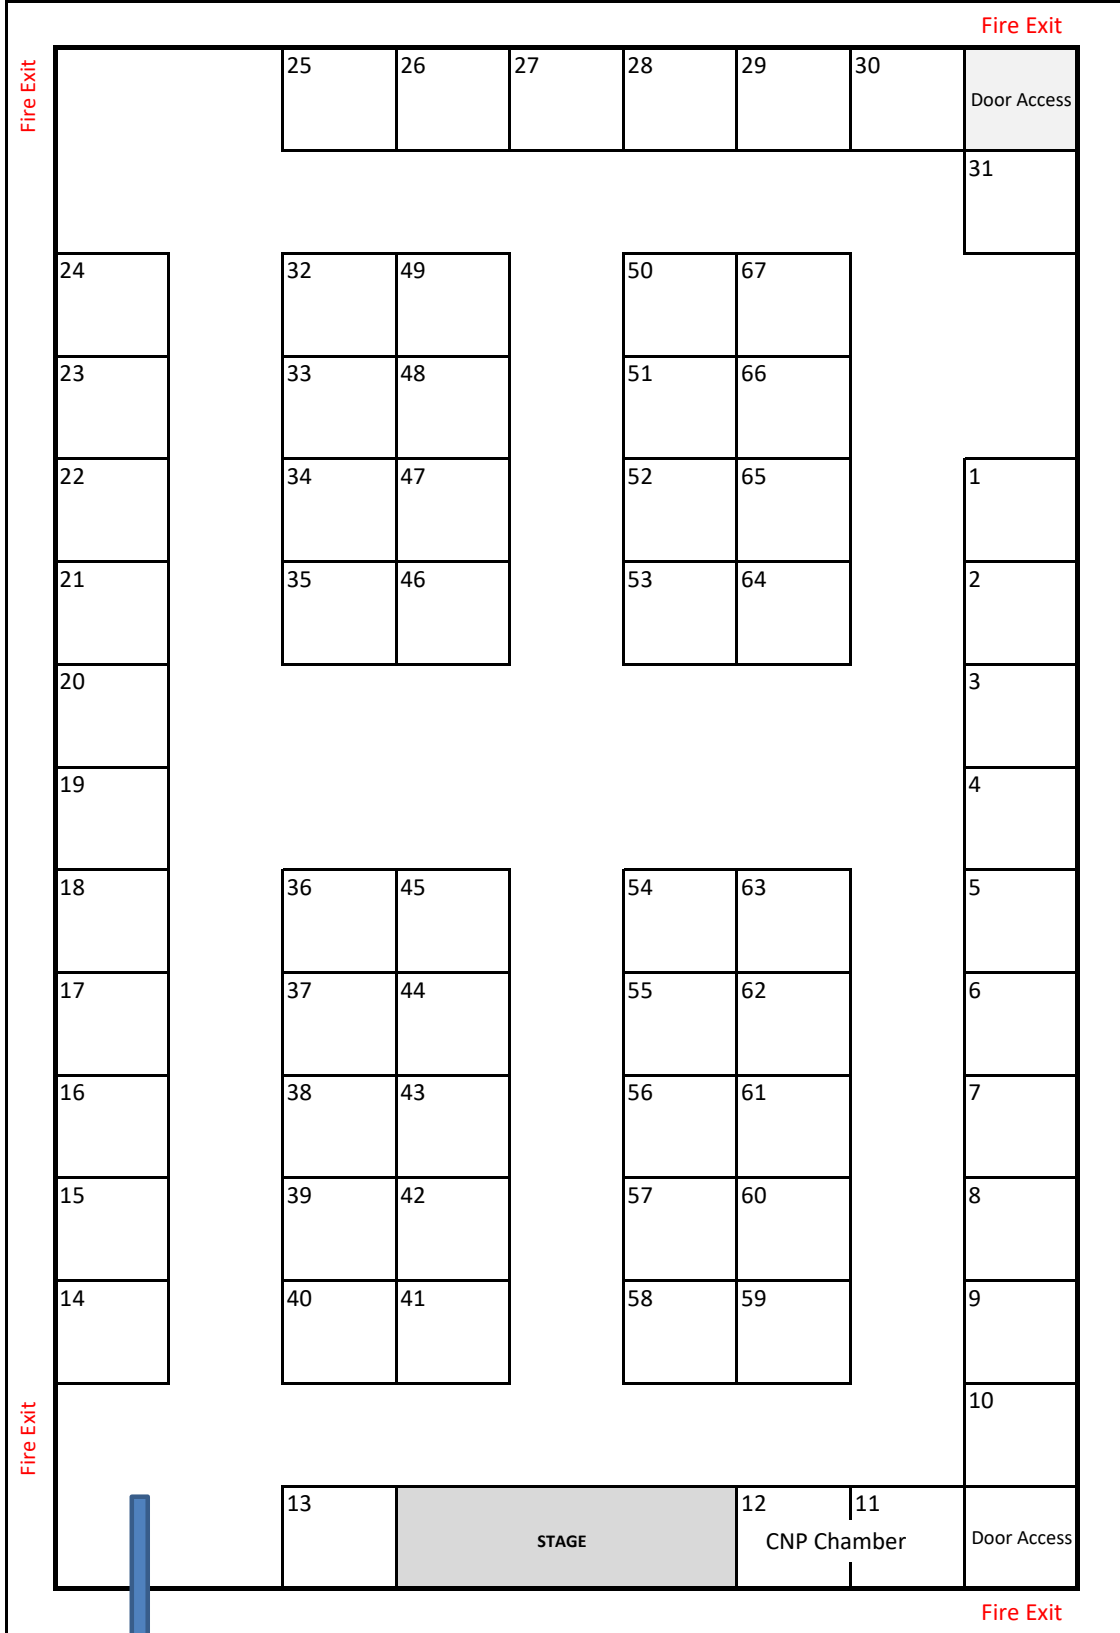 Fire Exit
Fire Exit
25 26 27 28 29 30
Door Access
31
24 32 49 50 67
23 33 48 51 66
22 34 47 52 65 1
21 35 46 53 64 2
20 3
19 4
18 36 45 54 63 5
17 37 44 55 62 6
16 38 43 56 61 7
15 39 42 57 60 8
14 40 41 58 59 9
10
Fire Exit
13 12 11
STAGE CNP Chamber Door Access
Fire Exit